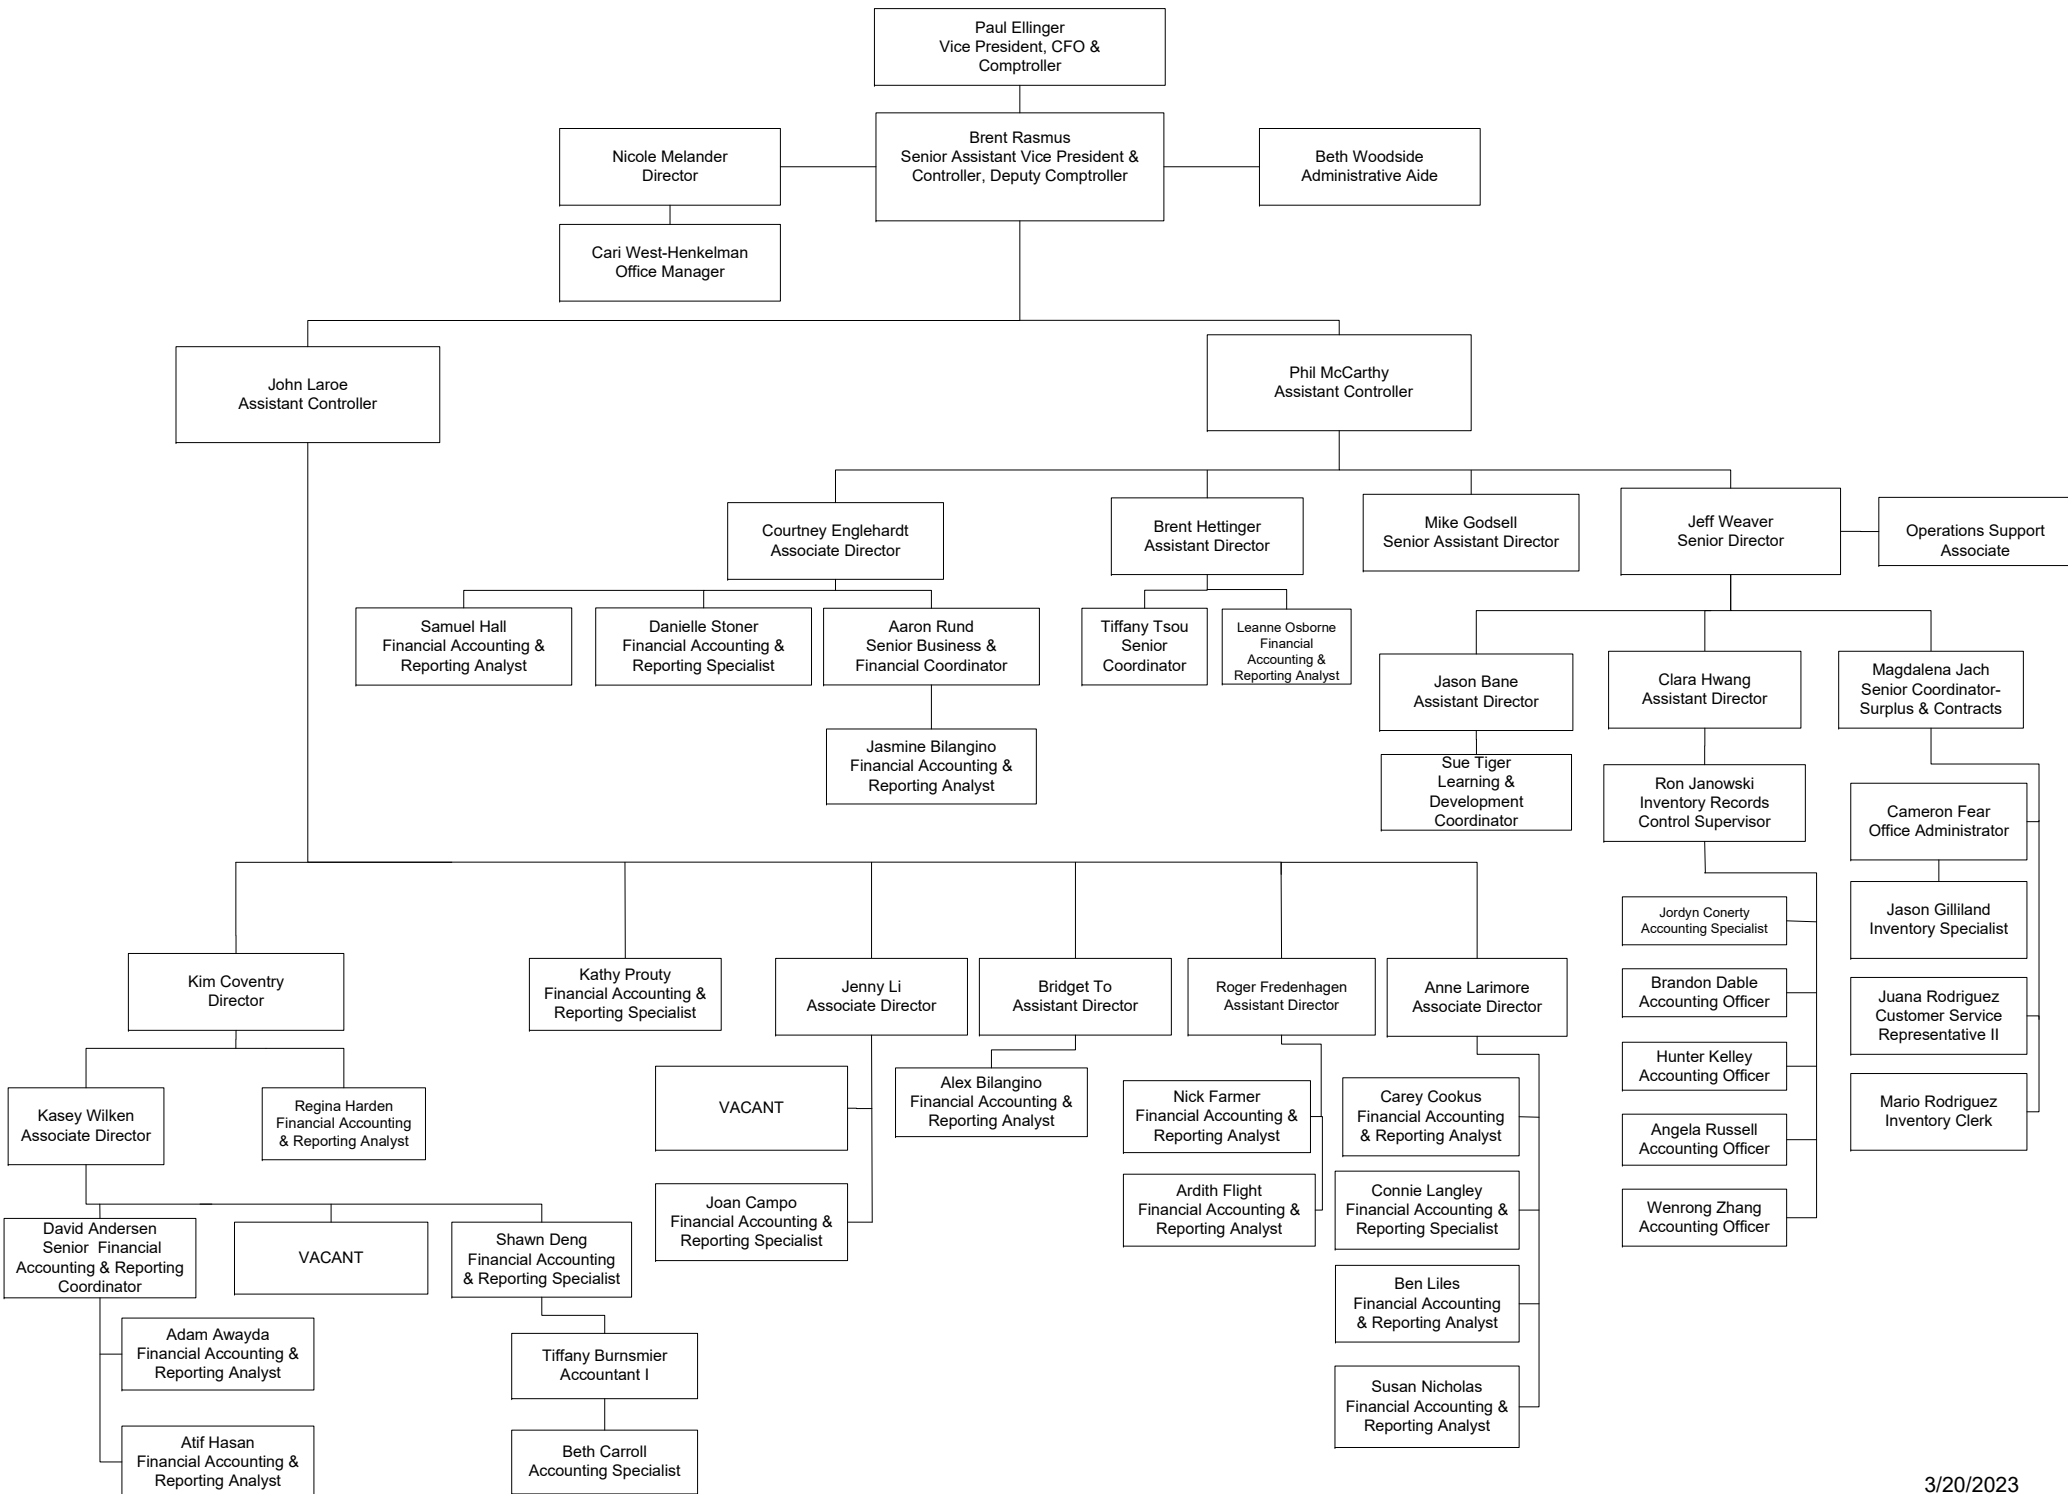 Paul Ellinger
Vice President, CFO &
Comptroller
Nicole Melander
Director
Brent Rasmus
Senior Assistant Vice President &
Controller, Deputy Comptroller
Beth Woodside
Administrative Aide
Cari West-Henkelman
Office Manager
John Laroe
Assistant Controller
Phil McCarthy
Assistant Controller
Courtney Englehardt
Associate Director
Brent Hettinger
Assistant Director
Mike Godsell
Senior Assistant Director
Jeff Weaver
Senior Director
Operations Support
Associate
Samuel Hall
Financial Accounting &
Reporting Analyst
Danielle Stoner
Financial Accounting &
Reporting Specialist
Aaron Rund
Senior Business &
Financial Coordinator
Tiffany Tsou
Senior
Coordinator
Leanne Osborne
Financial
Accounting &
Reporting Analyst
Jason Bane
Assistant Director
Clara Hwang
Assistant Director
Magdalena Jach
Senior Coordinator-
Surplus & Contracts
Jasmine Bilangino
Financial Accounting &
Reporting Analyst
Sue Tiger
Learning &
Development
Coordinator
Ron Janowski
Inventory Records
Control Supervisor
Cameron Fear
Office Administrator
Jordyn Conerty
Accounting Specialist
Jason Gilliland
Inventory Specialist
Brandon Dable
Accounting Officer
Juana Rodriguez
Customer Service
Representative II
Hunter Kelley
Accounting Officer
Mario Rodriguez
Inventory Clerk
Angela Russell
Accounting Officer
Wenrong Zhang
Accounting Officer
Kim Coventry
Director
Kathy Prouty
Financial Accounting &
Reporting Specialist
Jenny Li
Associate Director
Bridget To
Assistant Director
Roger Fredenhagen
Assistant Director
Anne Larimore
Associate Director
Kasey Wilken
Associate Director
Regina Harden
Financial Accounting
& Reporting Analyst
VACANT
Alex Bilangino
Financial Accounting &
Reporting Analyst
Nick Farmer
Financial Accounting &
Reporting Analyst
Carey Cookus
Financial Accounting
& Reporting Analyst
Joan Campo
Financial Accounting &
Reporting Specialist
Ardith Flight
Financial Accounting &
Reporting Analyst
Connie Langley
Financial Accounting &
Reporting Specialist
David Andersen
Senior Financial
Accounting & Reporting
Coordinator
VACANT
Shawn Deng
Financial Accounting
& Reporting Specialist
Ben Liles
Financial Accounting
& Reporting Analyst
Adam Awayda
Financial Accounting &
Reporting Analyst
Tiffany Burnsmier
Accountant I
Susan Nicholas
Financial Accounting &
Reporting Analyst
Atif Hasan
Financial Accounting &
Reporting Analyst
Beth Carroll
Accounting Specialist
3/20/2023